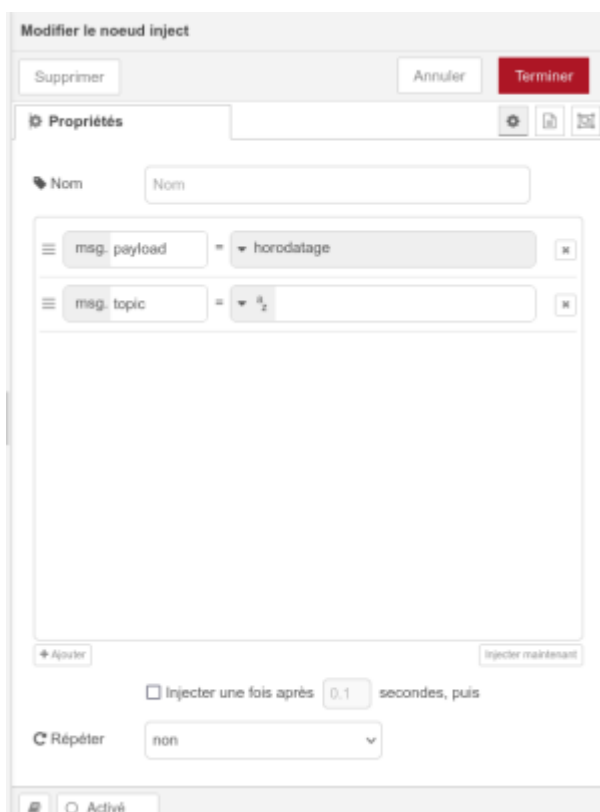 Modifier le noeud inject
Supprimer Annuler Terminer
Propriétés
Nom Nom
msg. payload = horodatage
msg. topic = a z
Ajouter Injecter maintenant
Injecter une fois après 0.1 secondes, puis
Répéter non
Activé